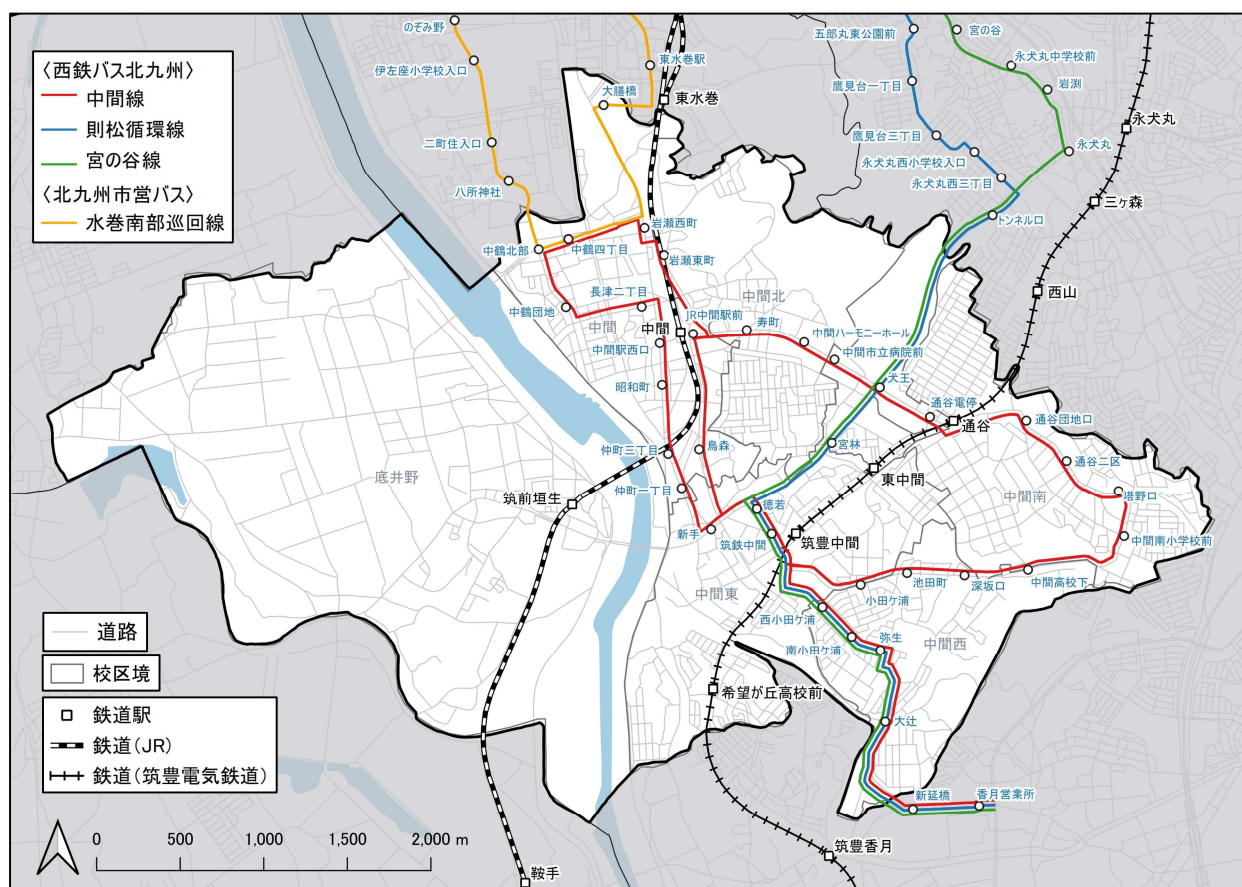 〈西鉄バス北九州〉
中間線
則松循環線
宮の谷線
〈北九州市営バス〉
水巻南部巡回線
のぞみ野
伊左座小学校入口
二町住入口
八所神社
中鶴北部
中鶴四丁目
大膳橋
東水巻駅
東水巻
岩瀬西町
岩瀬東町
五郎丸東公園前
鷹見台一丁目
鷹見台三丁目
永犬丸西小学校入口
永犬丸西三丁目
トンネル口
宮の谷
永犬丸中学校前
岩渕
永犬丸
永犬丸
三ヶ森
西山
長津二丁目
中鶴団地
中間
中間
中間駅西口
JR中間駅前
中間北
寿町
中間ハーモニーホール
中間市立病院前
犬王
昭和町
通谷電停
通谷
通谷団地口
通谷二区
塔野口
中間南
中間南小学校前
宮林
東中間
鳥森
仲町三丁目
仲町一丁目
底井野
筑前垣生
新手
徳若
筑鉄中間
筑豊中間
中間東
小田ケ浦
池田町
深坂口
中間高校下
西小田ケ浦
南小田ケ浦
弥生
中間西
希望が丘高校前
大辻
新延橋
香月営業所
筑豊香月
鞍手
道路
校区境
鉄道駅
鉄道(JR)
鉄道(筑豊電気鉄道)
0 500 1,000 1,500 2,000 m